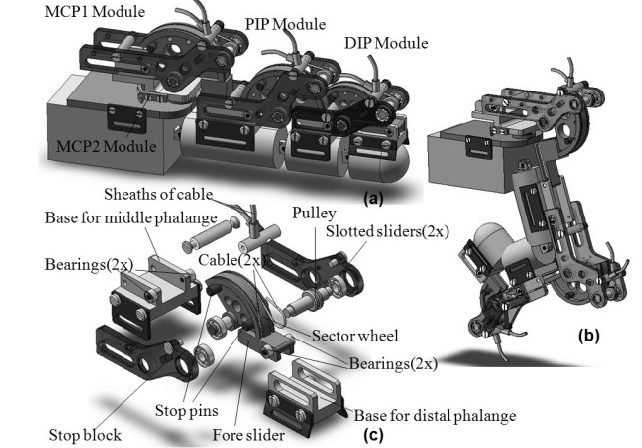 MCP1 Module
PIP Module
DIP Module
MCP2 Module
(a)
(b)
Sheaths of cable
Base for middle phalange
Pulley
Slotted sliders(2x)
Bearings(2x)
Cable(2x)
Sector wheel
Bearings(2x)
Stop pins
Base for distal phalange
Stop block
Fore slider
(c)